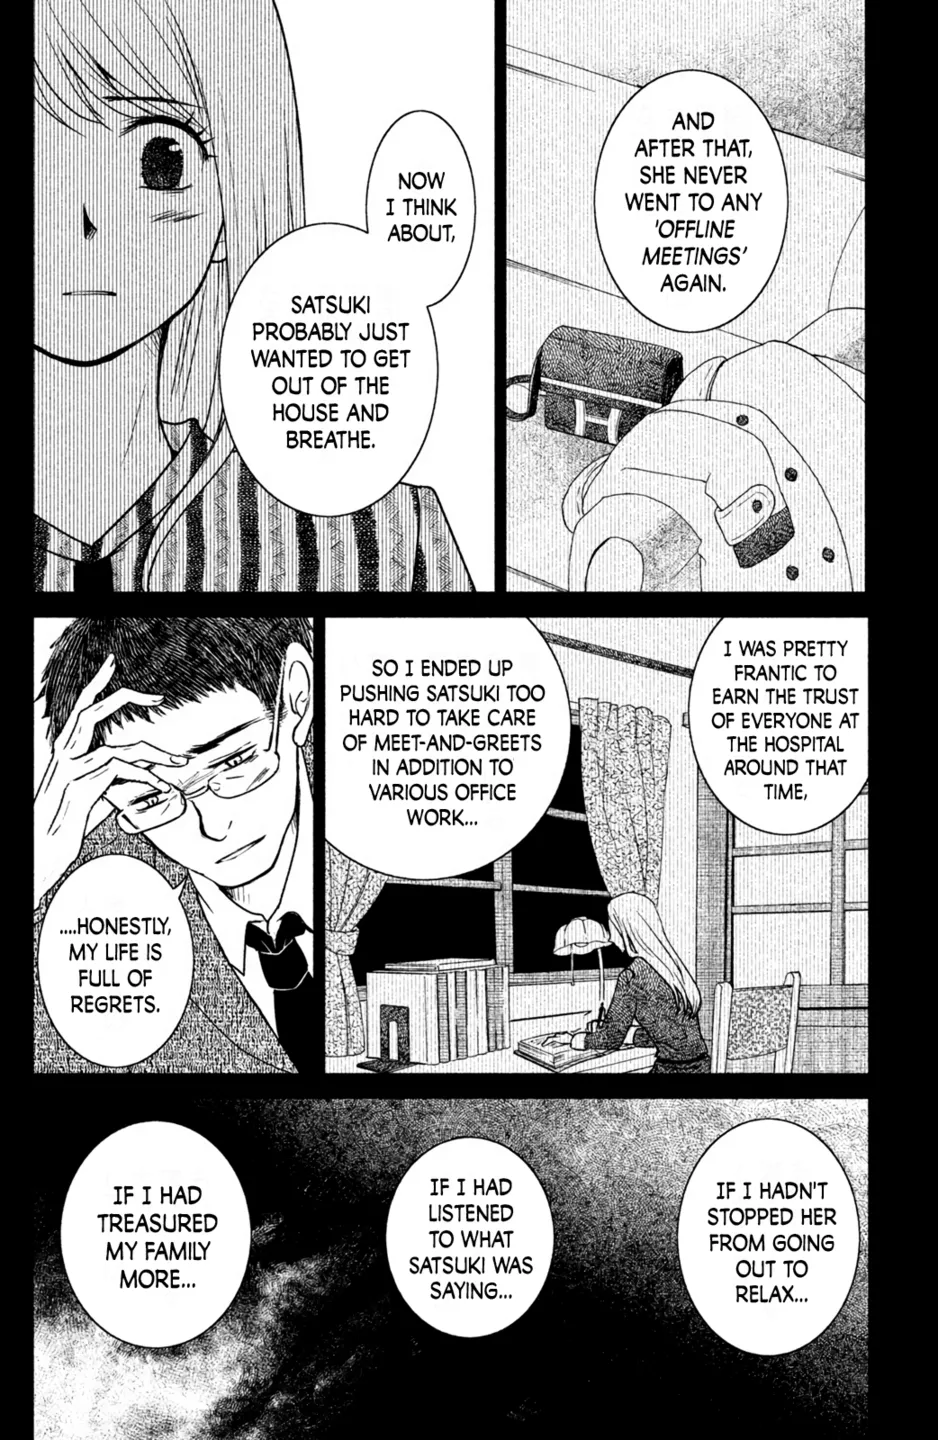 AND
AFTER THAT,
SHE NEVER
WENT TO ANY
'OFFLINE
MEETINGS'
AGAIN.
NOW
I THINK
ABOUT,
SATSUKI
PROBABLY JUST
WANTED TO GET
OUT OF THE
HOUSE AND
BREATHE.
I WAS PRETTY
FRANTIC TO
EARN THE TRUST
OF EVERYONE AT
THE HOSPITAL
AROUND THAT
TIME,
SO I ENDED UP
PUSHING SATSUKI TOO
HARD TO TAKE CARE
OF MEET-AND-GREETS
IN ADDITION TO
VARIOUS OFFICE
WORK...
....HONESTLY,
MY LIFE IS
FULL OF
REGRETS.
IF I HADN'T
STOPPED HER
FROM GOING
OUT TO
RELAX...
IF I HAD
LISTENED
TO WHAT
SATSUKI WAS
SAYING...
IF I HAD
TREASURED
MY FAMILY
MORE...